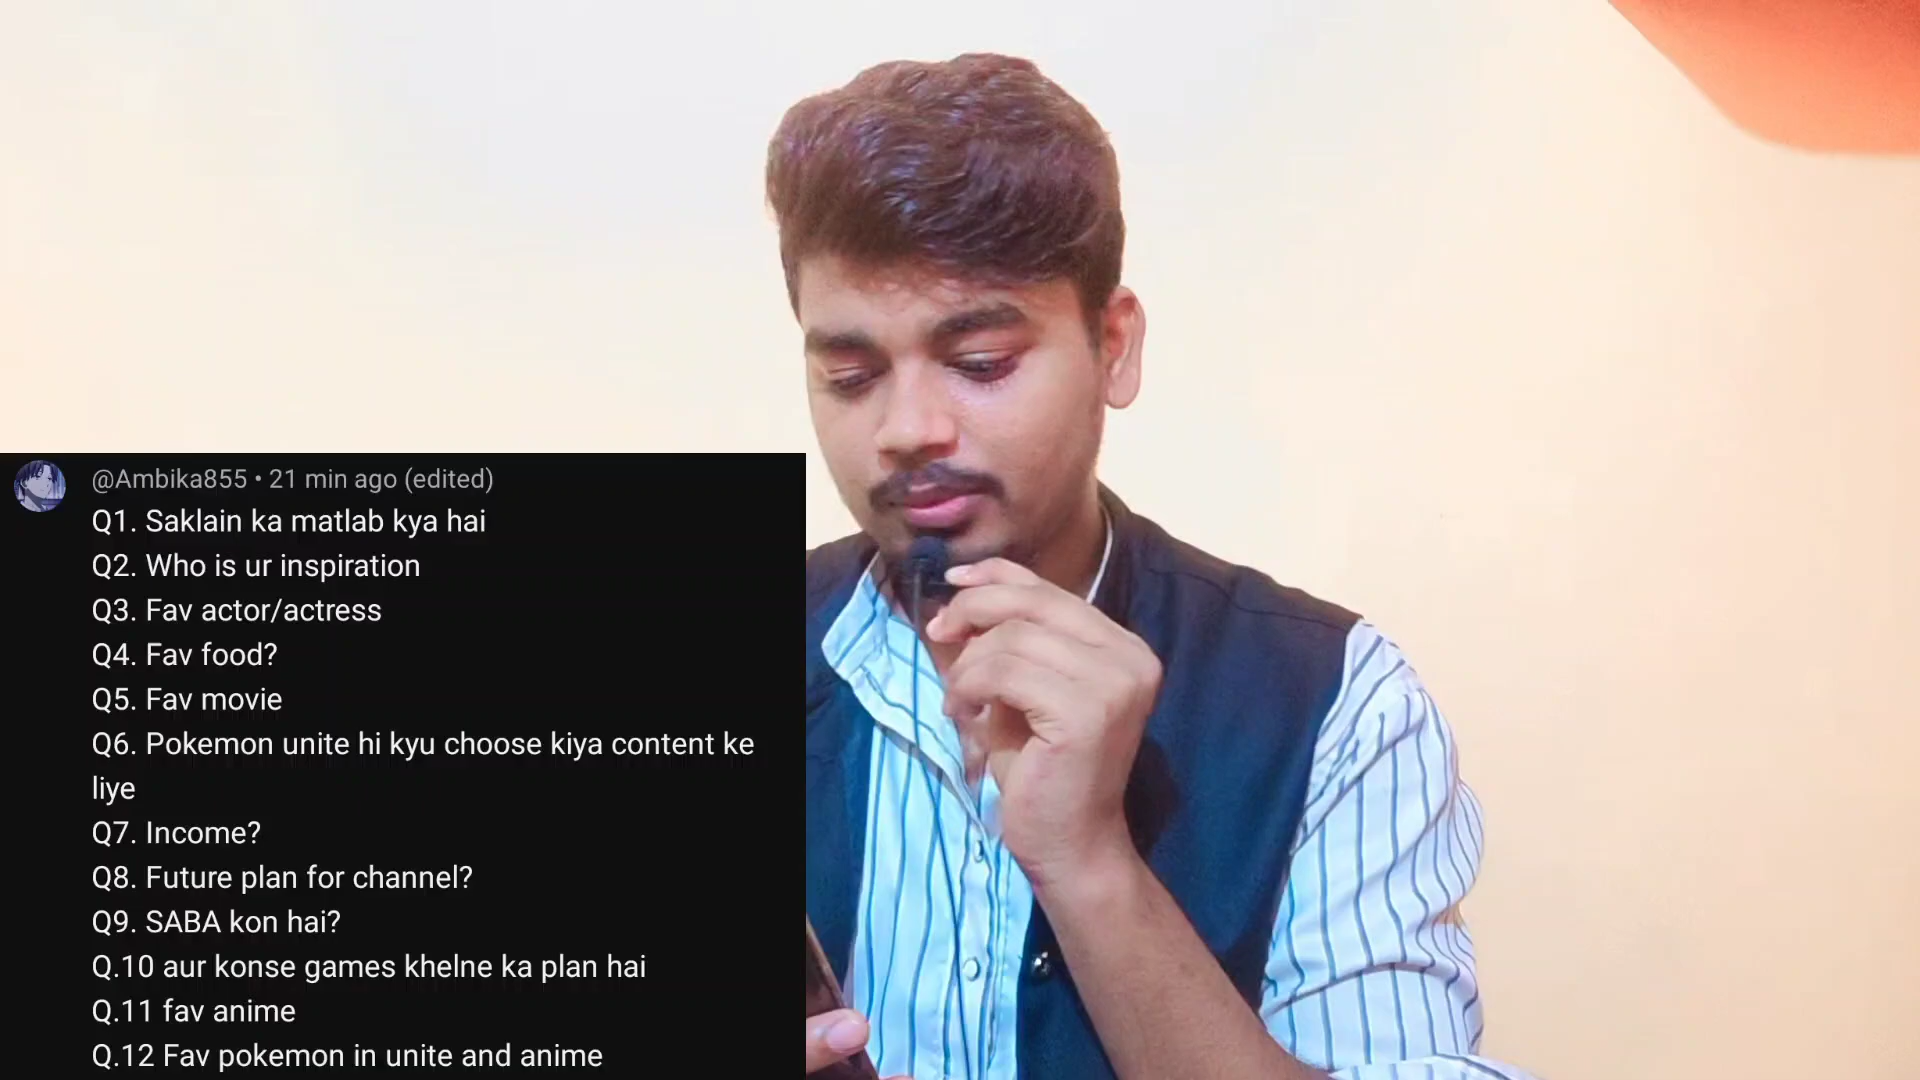 @Ambika855 • 21 min ago (edited)
Q1. Saklain ka matlab kya hai
Q2. Who is ur inspiration
Q3. Fav actor/actress
Q4. Fav food?
Q5. Fav movie
Q6. Pokemon unite hi kyu choose kiya content ke
liye
Q7. Income?
Q8. Future plan for channel?
Q9. SABA kon hai?
Q.10 aur konse games khelne ka plan hai
Q.11 fav anime
Q.12 Fav pokemon in unite and anime